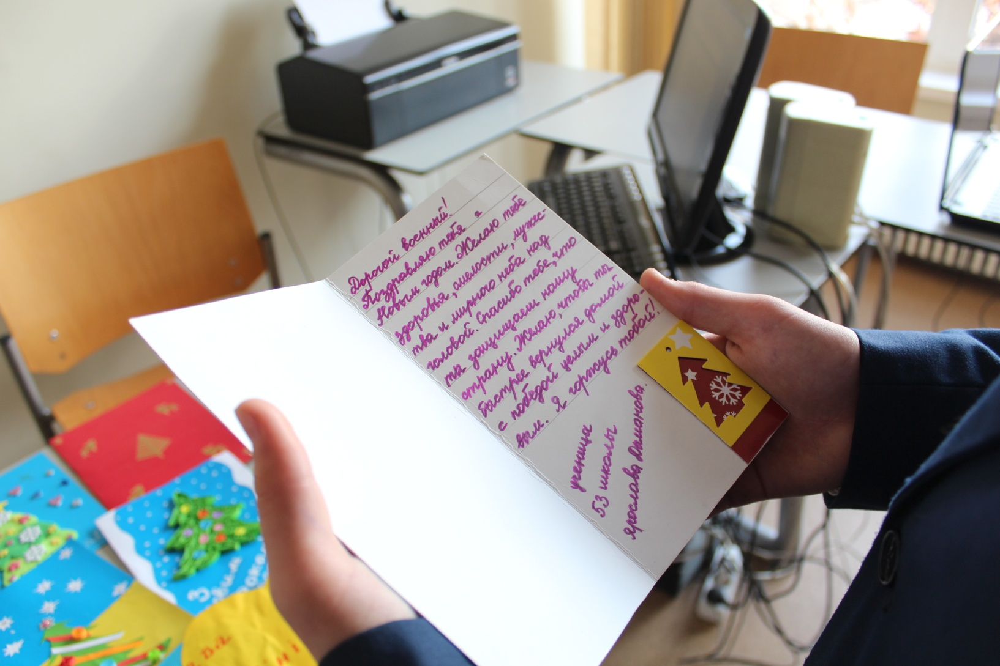 Дорогой военный!
Поздравляю тебя с
Новым годом. Желаю тебе
здоровья, смелости, мужес-
тва и мирного неба над
головой. Спасибо тебе, что
ты защищаеш нашу
страну. Желаю, чтобы ты
быстрее вернулся домой
с победой целым и здоро-
вым. Я горжусь тобой!
ученица
53 школы
Ярослава
З